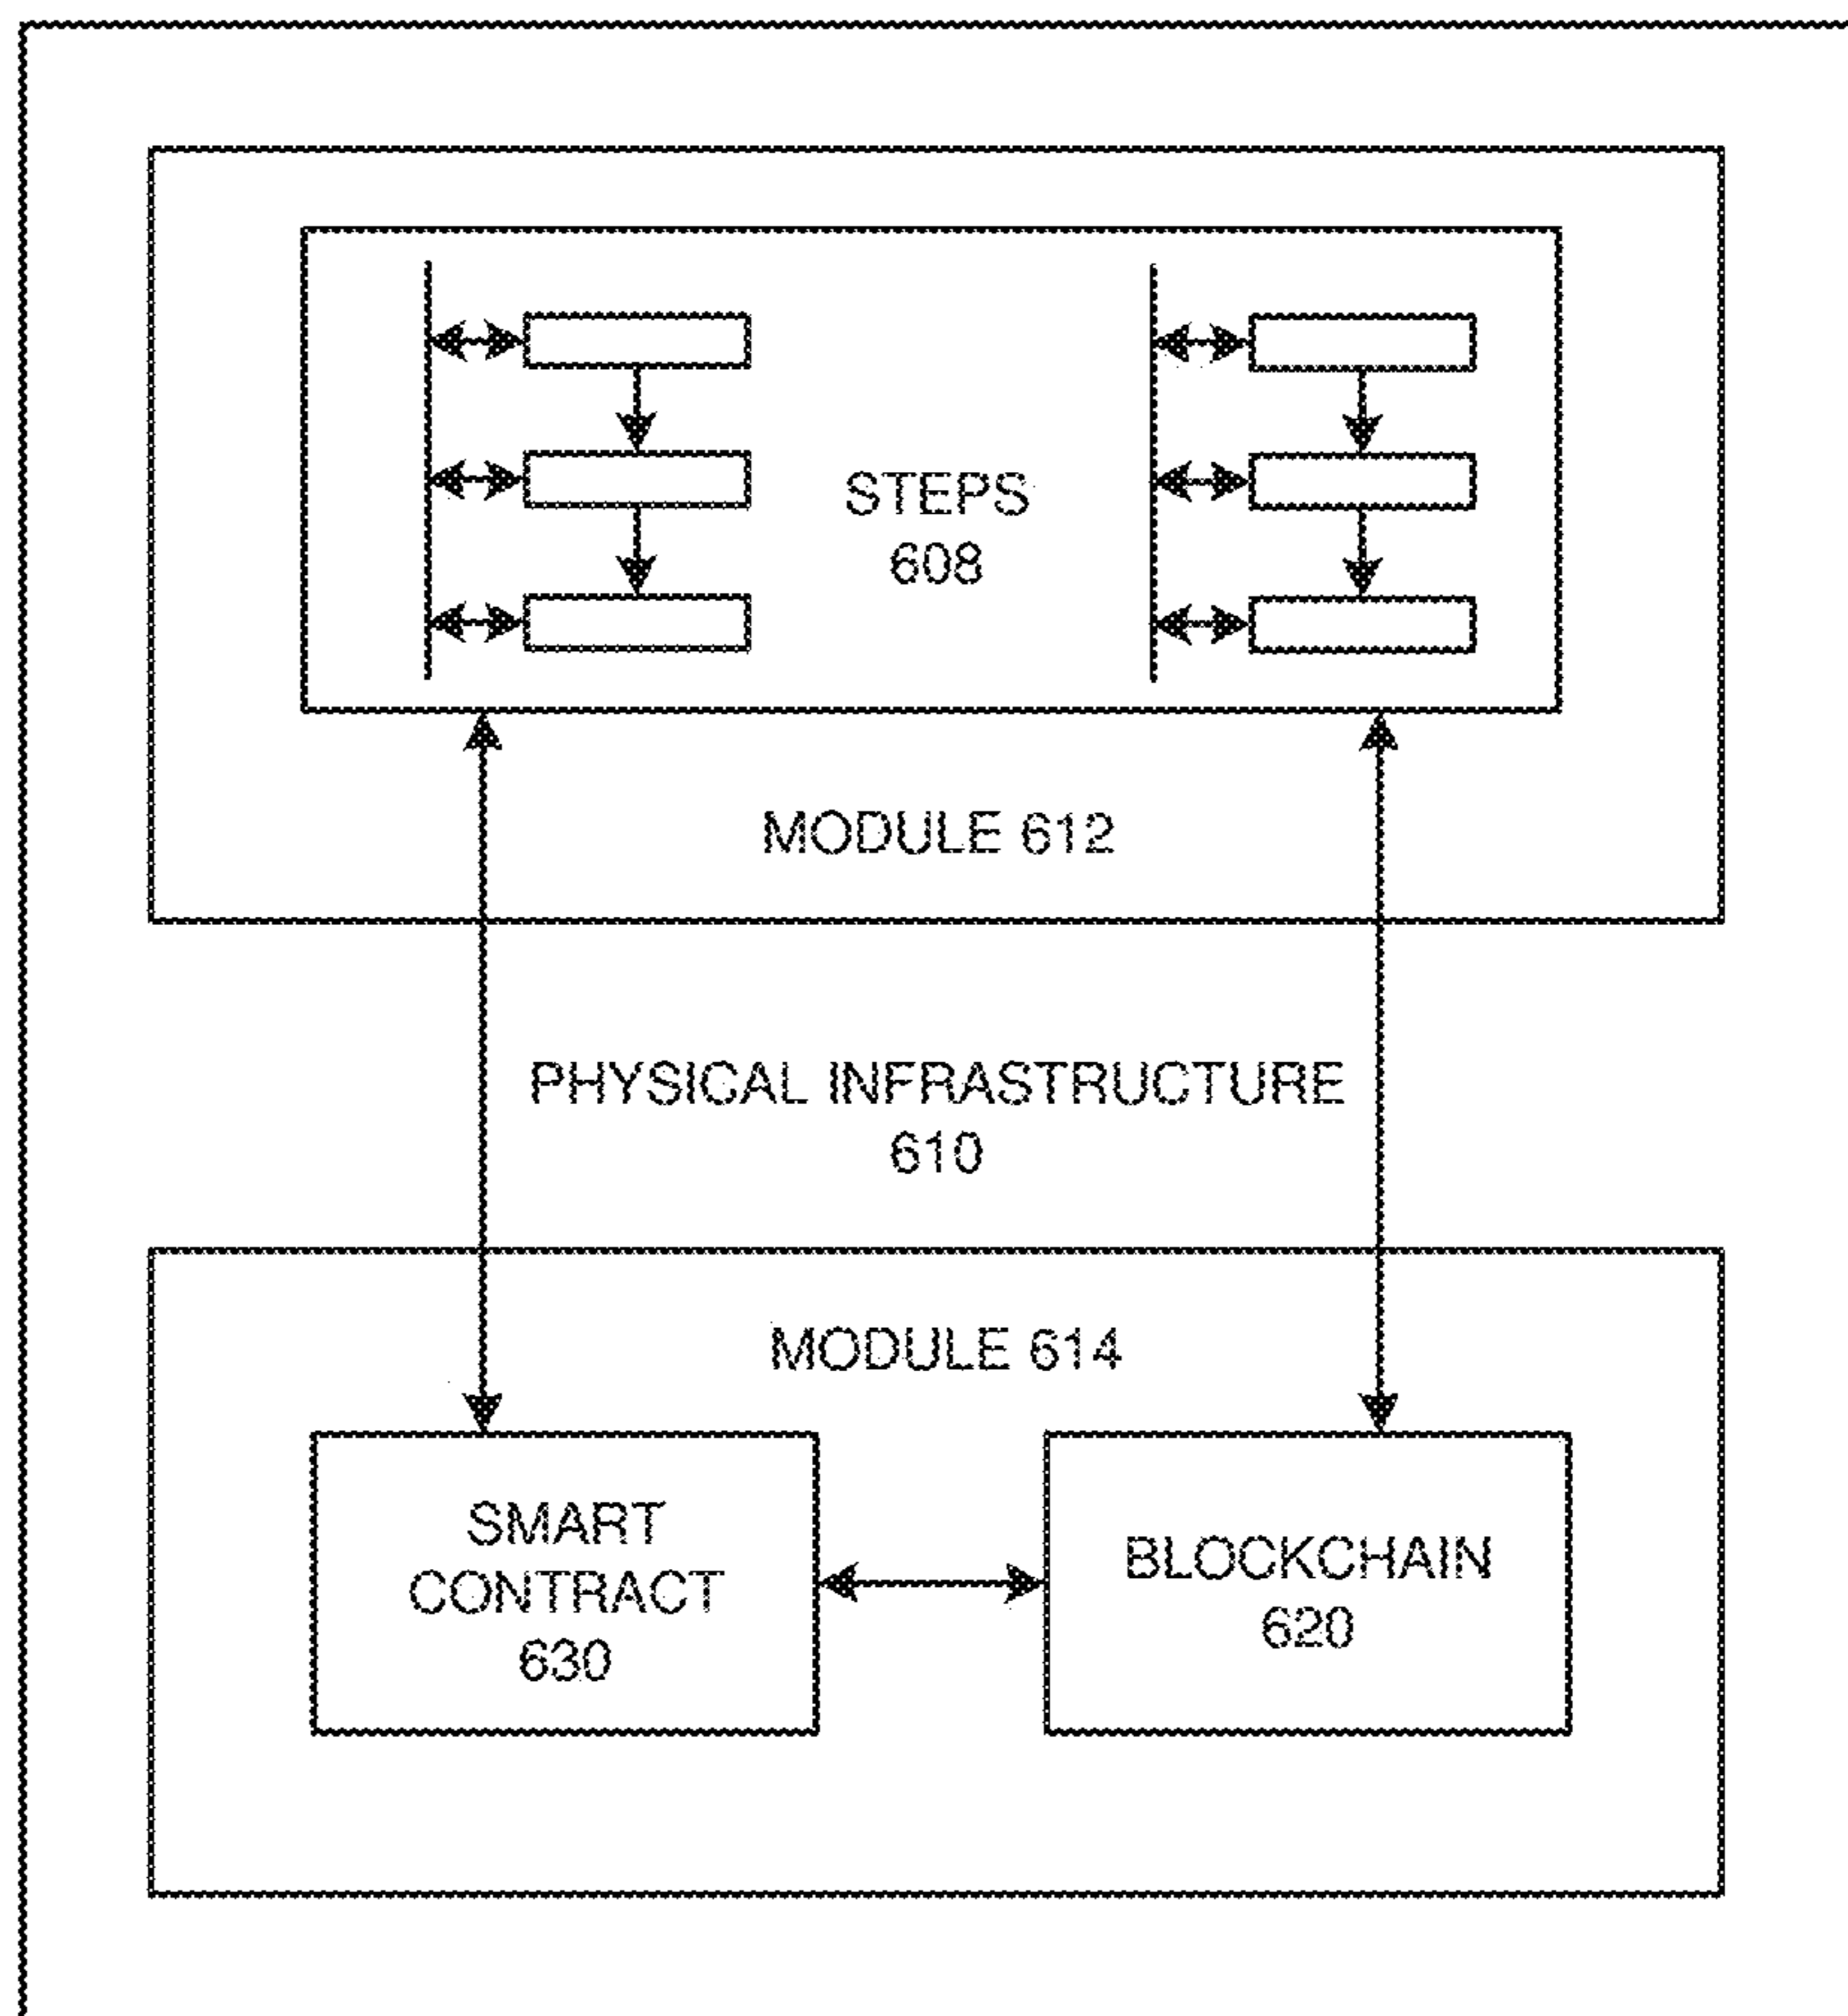 STEPS
608
MODULE 612
PHYSICAL INFRASTRUCTURE
610
MODULE 614
SMART
CONTRACT
630
BLOCKCHAIN
620